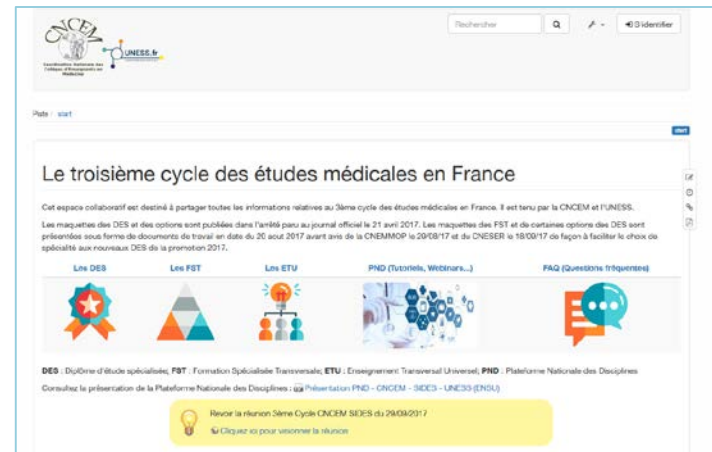 CNCEM
UNESS.fr
Coordination Nationale des
Collèges d'Enseignants en
Médecine
Rechercher
S'identifier
Piste / start
start
Le troisième cycle des études médicales en France
Cet espace collaboratif est destiné à partager toutes les informations relatives au 3ème cycle des études médicales en France. Il est tenu par la CNCEM et l'UNESS.
Les maquettes des DES et des options sont publiées dans l'arrêté paru au journal officiel le 21 avril 2017. Les maquettes des FST et de certaines options des DES sont
présentées sous forme de documents de travail en date du 20 aout 2017 avant avis de la CNEMMOP le 29/08/17 et du CNESER le 18/09/17 de façon à faciliter le choix de
spécialité aux nouveaux DES de la promotion 2017.
Les DES Les FST Les ETU PND (Tutoriels, Webinars...) FAQ (Questions fréquentes)
DES : Diplôme d'étude spécialisée; FST : Formation Spécialisée Transversale; ETU : Enseignement Transversal Universel; PND : Plateforme Nationale des Disciplines
Consultez la présentation de la Plateforme Nationale des Disciplines : Présentation PND - CNCEM - SIDES - UNESS (ENSU)
Revoir la réunion 3ème Cycle CNCEM SIDES du 29/09/2017
Cliquez ici pour visionner la réunion